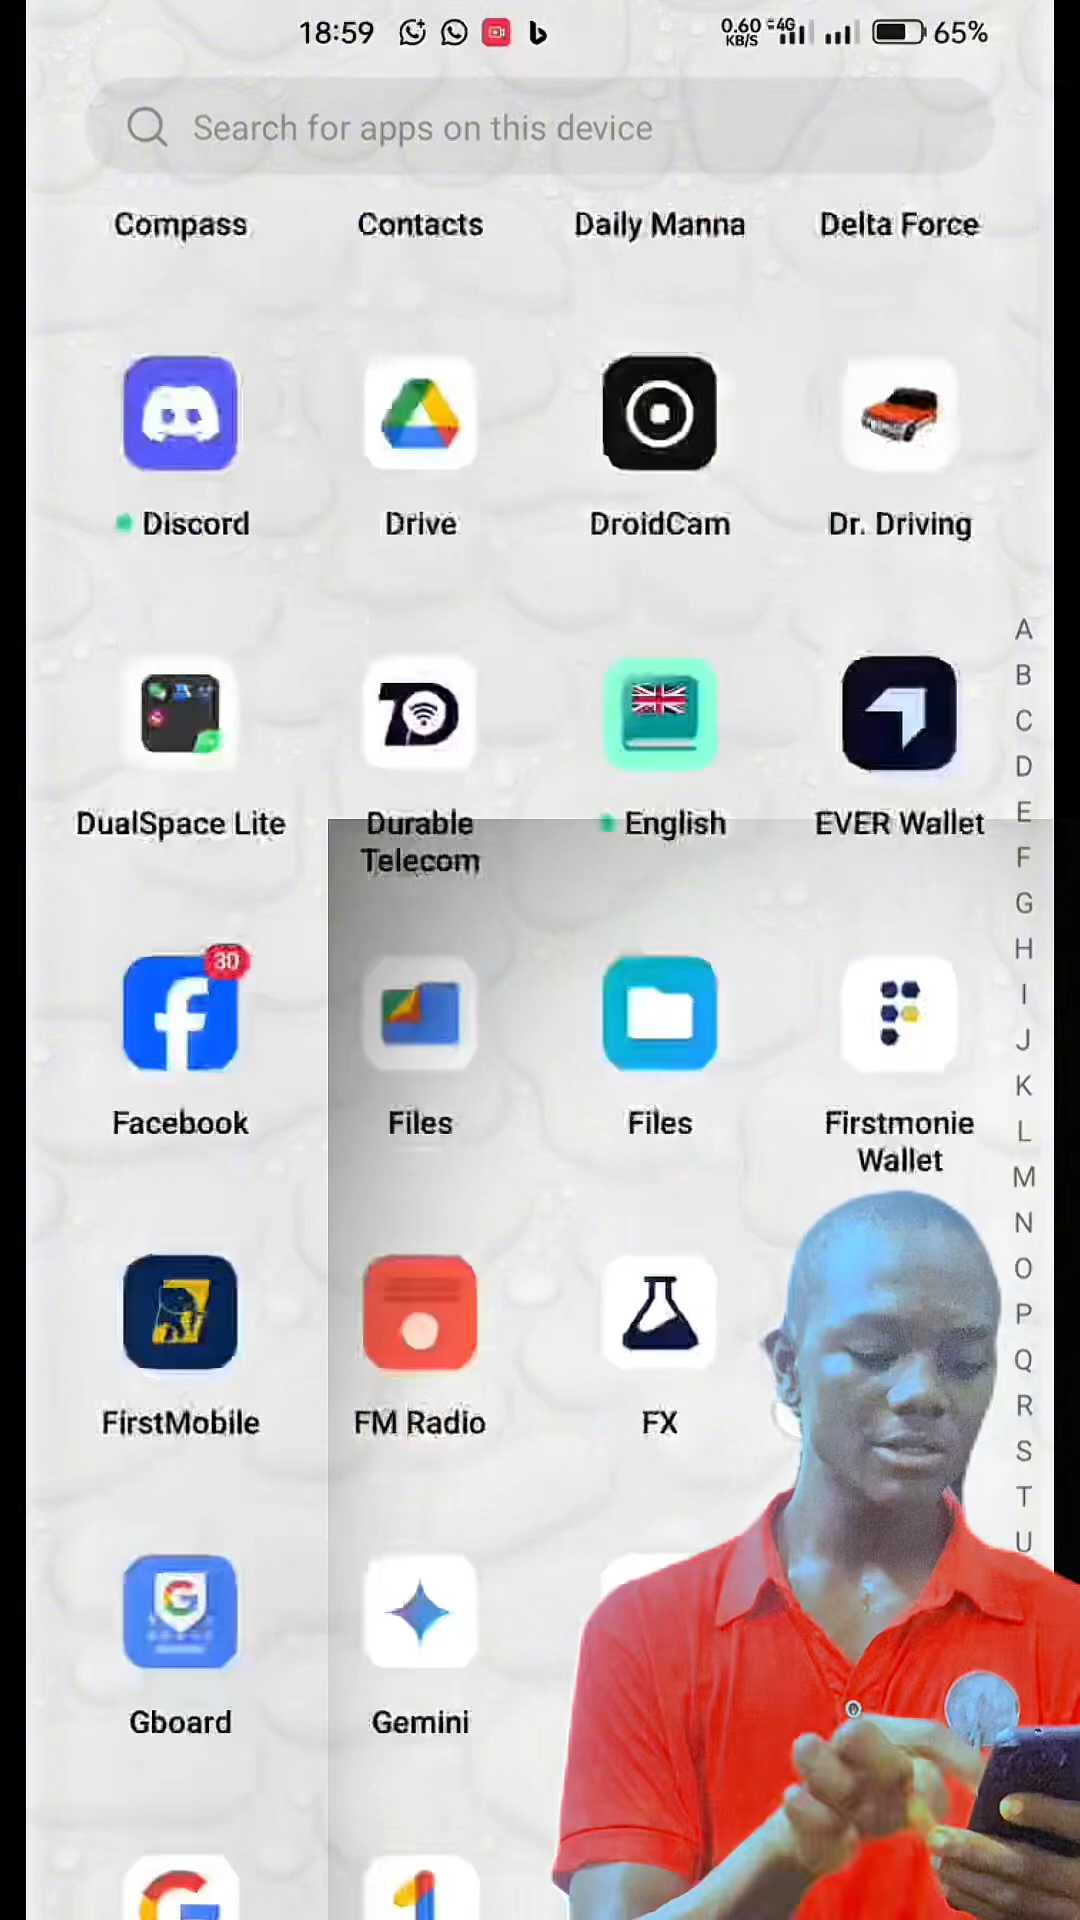 18:59
0.60 KB/S 4G 65%
Search for apps on this device
Compass Contacts Daily Manna Delta Force
Discord Drive DroidCam Dr. Driving
DualSpace Lite Durable Telecom English EVER Wallet
30
Facebook Files Files Firstmonie Wallet
FirstMobile FM Radio FX
Gboard Gemini
A
B
C
D
E
F
G
H
I
J
K
L
M
N
O
P
Q
R
S
T
U